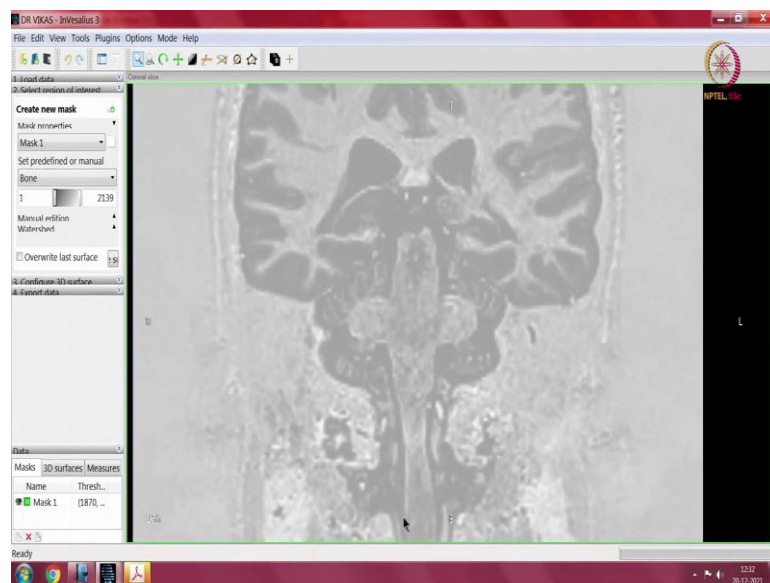 DR VIKAS - InVesalius 3
File Edit View Tools Plugins Options Mode Help
1. Load data
2. Select region of interest
Create new mask
Mask properties
Mask 1
Set predefined or manual
Bone
1 2139
Manual edition
Watershed
Overwrite last surface
3. Configure 3D surface
4. Export data
Data
Masks 3D surfaces Measures
Name Thresh..
Mask 1 (1870, ...
Ready
Coronal slice
T
R
L
NPTEL, IISc
12:32
20-12-2021